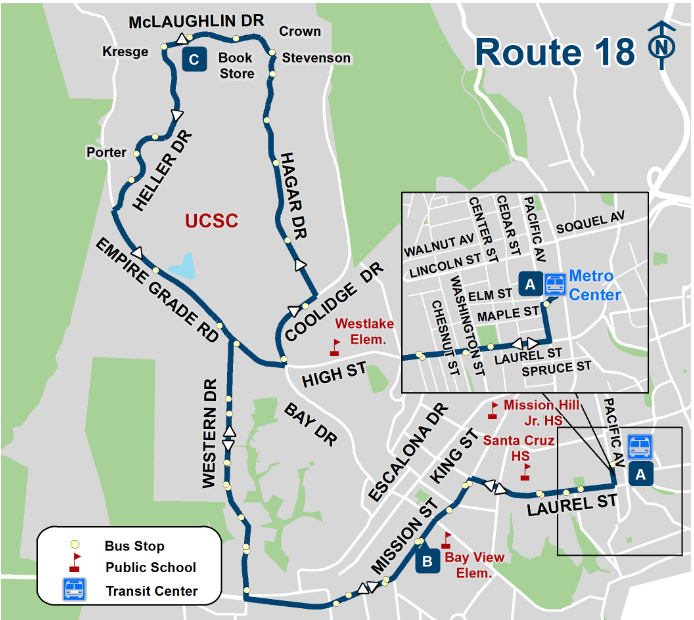 McLAUGHLIN DR
Crown
Kresge
C
Book
Store
Stevenson
Route 18
N
Porter
HELLER DR
HAGAR DR
UCSC
EMPIRE GRADE RD
COOLIDGE DR
Westlake
Elem.
HIGH ST
BAY DR
WESTERN DR
CENTER ST
CEDAR ST
PACIFIC AV
SOQUEL AV
WALNUT AV
LINCOLN ST
A
Metro
Center
ELM ST
MAPLE ST
WASHINGTON ST
CHESNUT ST
LAUREL ST
SPRUCE ST
Mission Hill
Jr. HS
ESCALONA DR
KING ST
Santa Cruz
HS
PACIFIC AV
A
LAUREL ST
MISSION ST
B
Bay View
Elem.
Bus Stop
Public School
Transit Center